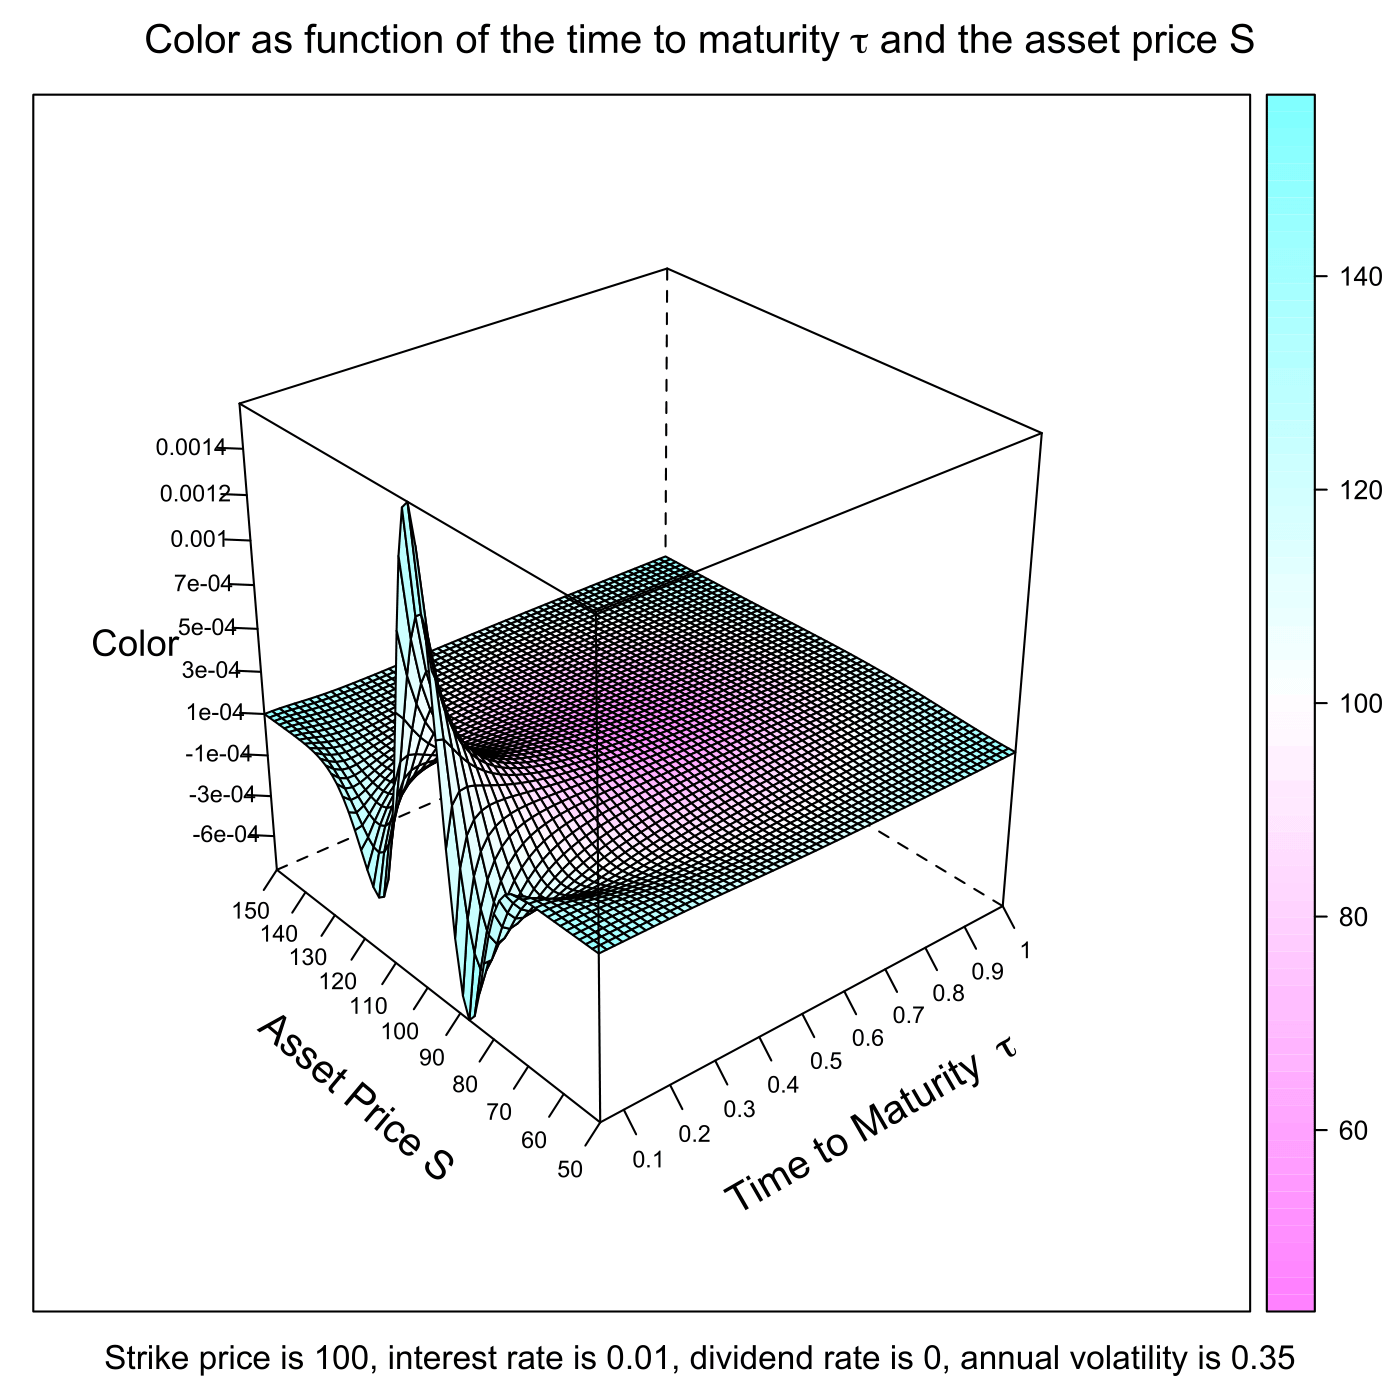 Color as function of the time to maturity τ and the asset price S
0.0014
0.0012
0.001
7e-04
5e-04
3e-04
1e-04
-1e-04
-3e-04
-6e-04
Color
150
140
130
120
110
100
90
80
70
60
50
Asset Price S
0.1
0.2
0.3
0.4
0.5
0.6
0.7
0.8
0.9
1
Time to Maturity τ
140
120
100
80
60
Strike price is 100, interest rate is 0.01, dividend rate is 0, annual volatility is 0.35